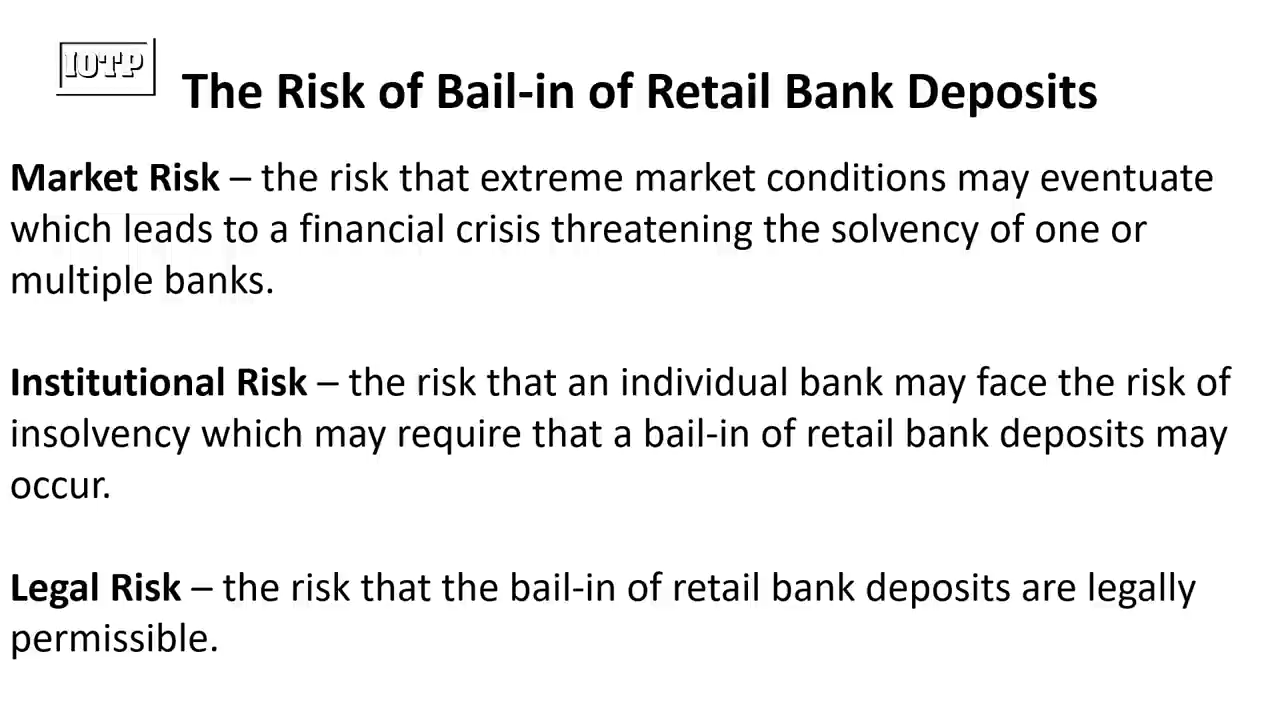 IOTP
The Risk of Bail-in of Retail Bank Deposits
Market Risk – the risk that extreme market conditions may eventuate
which leads to a financial crisis threatening the solvency of one or
multiple banks.
Institutional Risk – the risk that an individual bank may face the risk of
insolvency which may require that a bail-in of retail bank deposits may
occur.
Legal Risk – the risk that the bail-in of retail bank deposits are legally
permissible.